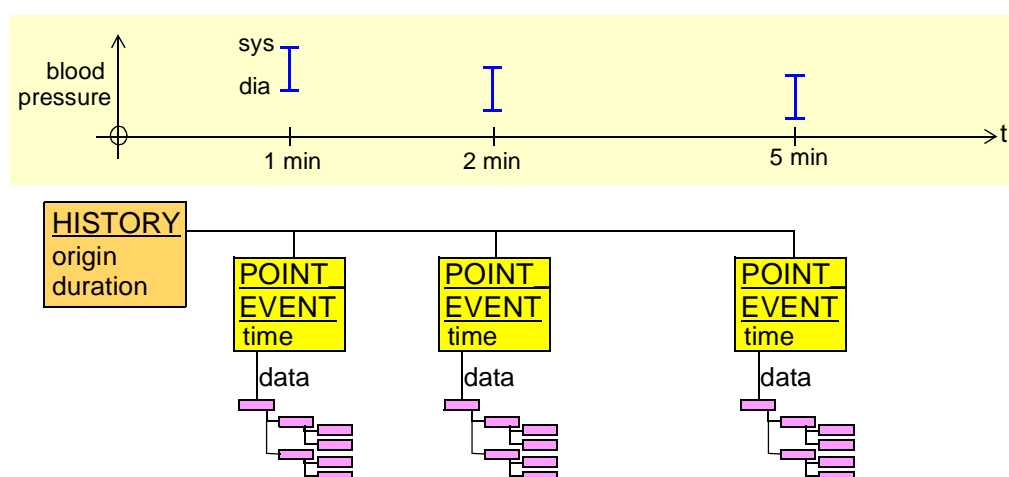 sys
blood
pressure
dia
t
1 min
2 min
5 min
HISTORY
origin
duration
POINT_
EVENT
time
data
POINT_
EVENT
time
data
POINT_
EVENT
time
data